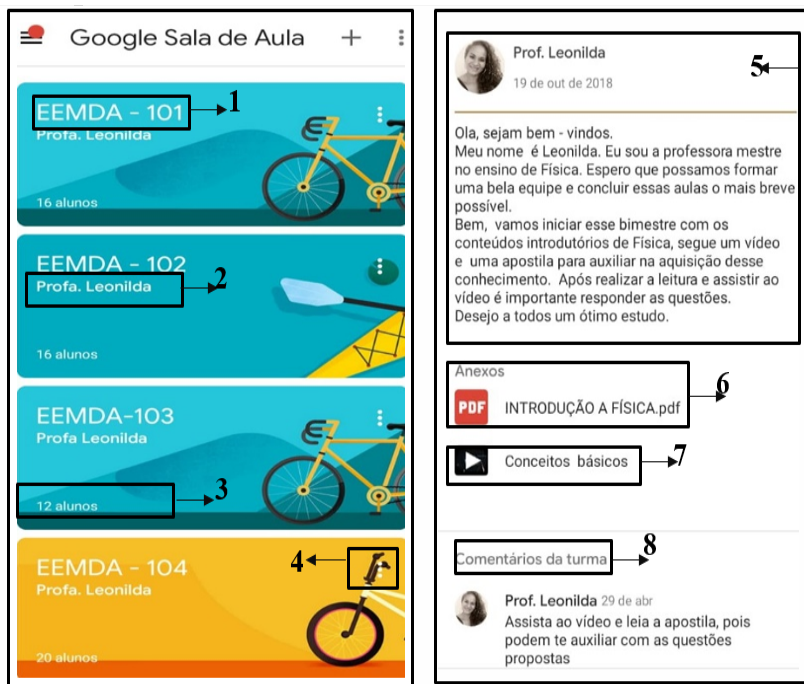 Google Sala de Aula
EEMDA - 101
1
Profa. Leonilda
16 alunos
EEMDA - 102
Profa. Leonilda
2
16 alunos
EEMDA-103
Profa Leonilda
12 alunos
3
EEMDA - 104
4
Profa. Leonilda
20 alunos
Prof. Leonilda
5
19 de out de 2018
Ola, sejam bem - vindos.
Meu nome é Leonilda. Eu sou a professora mestre
no ensino de Física. Espero que possamos formar
uma bela equipe e concluir essas aulas o mais breve
possível.
Bem, vamos iniciar esse bimestre com os
conteúdos introdutórios de Física, segue um vídeo
e uma apostila para auxiliar na aquisição desse
conhecimento. Após realizar a leitura e assistir ao
vídeo é importante responder as questões.
Desejo a todos um ótimo estudo.
Anexos
6
PDF INTRODUÇÃO A FÍSICA.pdf
Conceitos básicos
7
Comentários da turma
8
Prof. Leonilda 29 de abr
Assista ao vídeo e leia a apostila, pois
podem te auxiliar com as questões
propostas